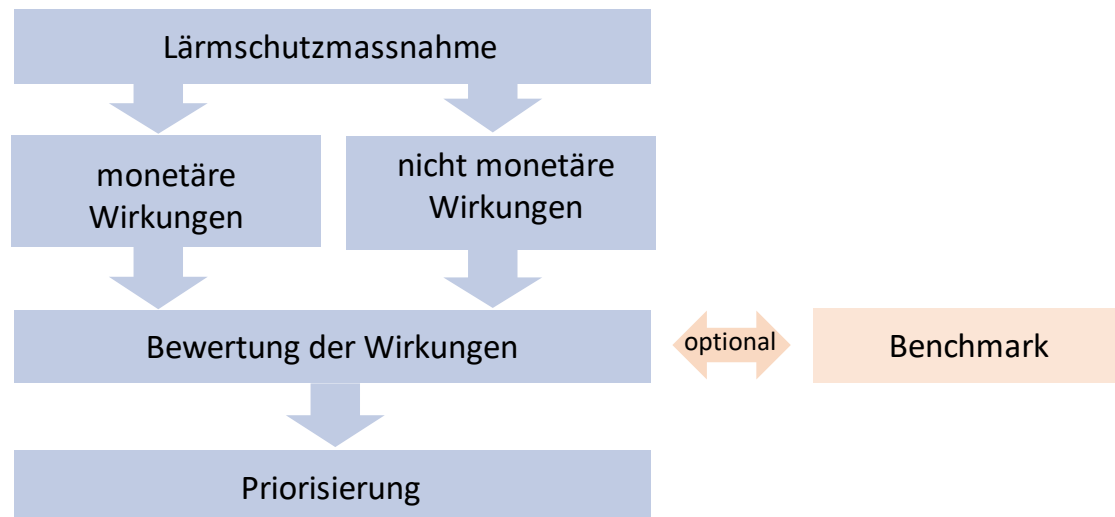 Lärmschutzmassnahme
monetäre
Wirkungen
nicht monetäre
Wirkungen
Bewertung der Wirkungen
optional
Benchmark
Priorisierung